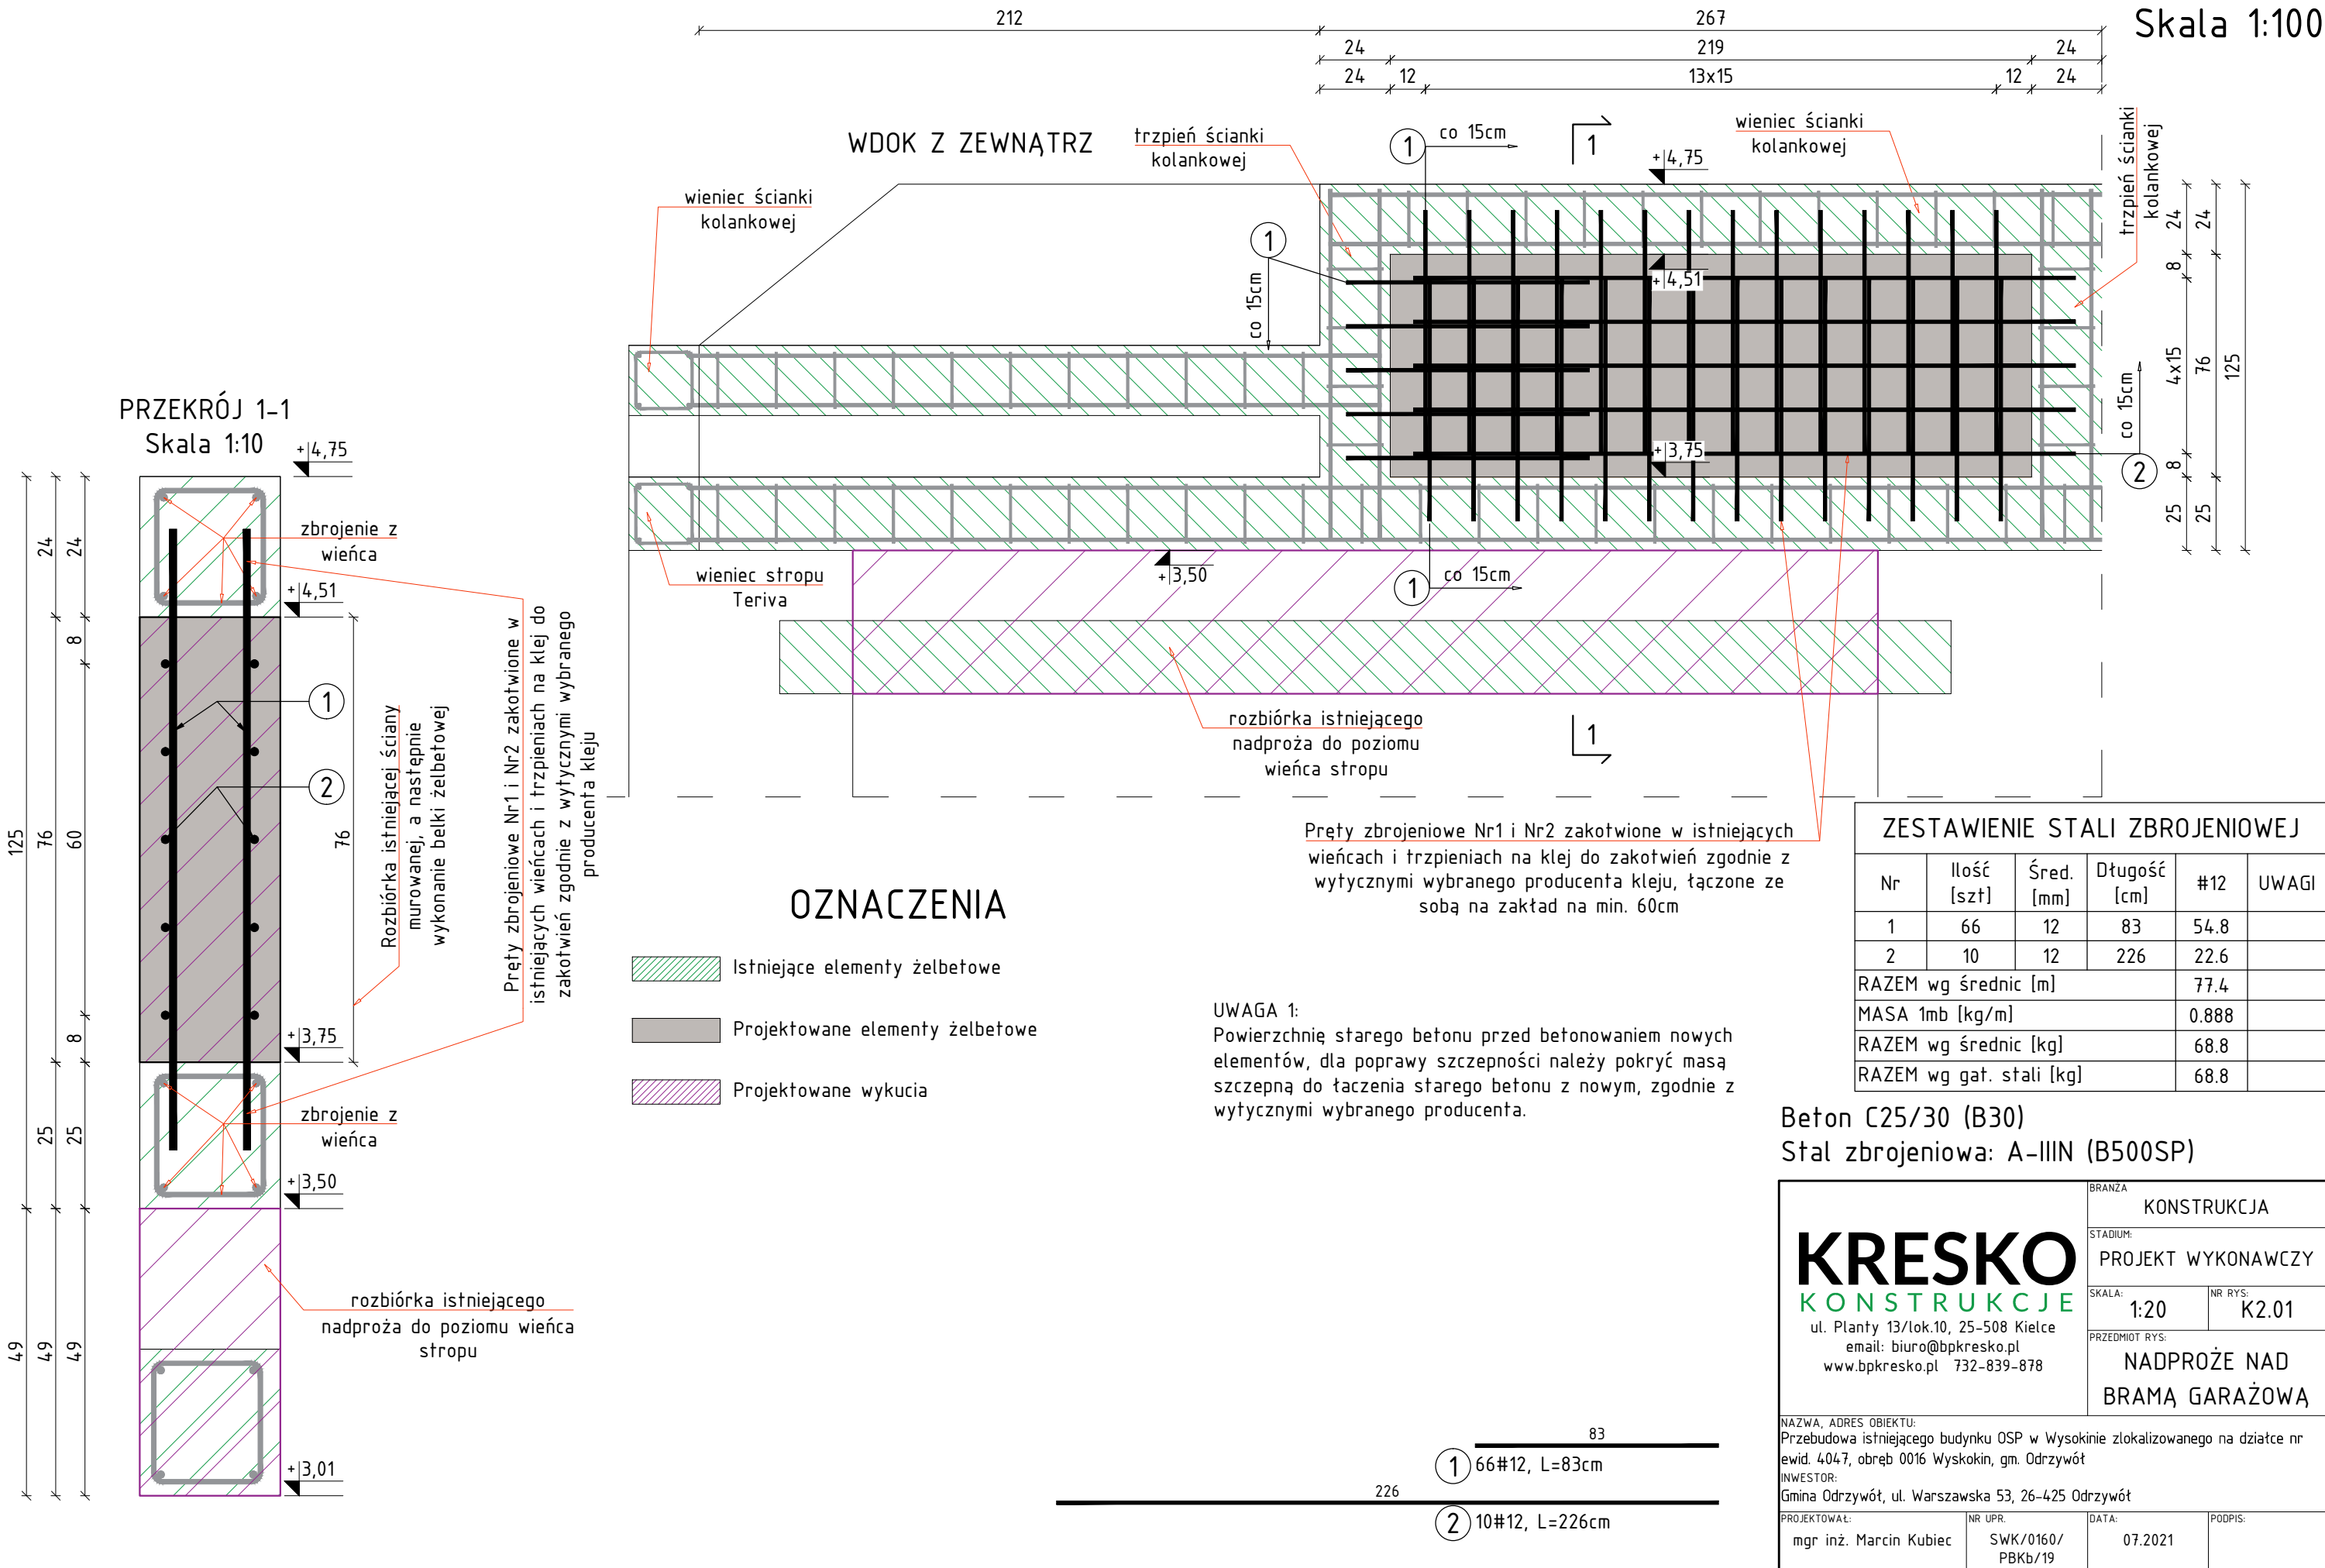 212
267
Skala 1:100
24
219
24
24
12
13x15
12
24
WDOK Z ZEWNĄTRZ
trzpień ścianki
kolankowej
1
co 15cm
1
wieniec ścianki
kolankowej
trzpień ścianki
kolankowej
+4,75
wieniec ścianki
kolankowej
1
co 15cm
+4,51
+3,75
24
8
4x15
8
25
24
76
25
125
co 15cm
2
wieniec stropu
Teriva
+3,50
1
co 15cm
rozbiórka istniejącego
nadproża do poziomu
wieńca stropu
1
Pręty zbrojeniowe Nr1 i Nr2 zakotwione w istniejących
wieńcach i trzpieniach na klej do zakotwień zgodnie z
wytycznymi wybranego producenta kleju, łączone ze
sobą na zakład na min. 60cm
PRZEKRÓJ 1-1
Skala 1:10
+4,75
zbrojenie z
wieńca
+4,51
1
2
76
+3,75
zbrojenie z
wieńca
+3,50
rozbiórka istniejącego
nadproża do poziomu wieńca
stropu
+3,01
125
49
24
76
25
49
24
8
60
8
25
49
Rozbiórka istniejącej ściany
murowanej, a następnie
wykonanie belki żelbetowej
Pręty zbrojeniowe Nr1 i Nr2 zakotwione w
istniejących wieńcach i trzpieniach na klej do
zakotwień zgodnie z wytycznymi wybranego
producenta kleju
OZNACZENIA
Istniejące elementy żelbetowe
Projektowane elementy żelbetowe
Projektowane wykucia
UWAGA 1:
Powierzchnię starego betonu przed betonowaniem nowych
elementów, dla poprawy szczepności należy pokryć masą
szczepną do łaczenia starego betonu z nowym, zgodnie z
wytycznymi wybranego producenta.
ZESTAWIENIE STALI ZBROJENIOWEJ
Nr Ilość [szt] Śred. [mm] Długość [cm] #12 UWAGI
1 66 12 83 54.8
2 10 12 226 22.6
RAZEM wg średnic [m] 77.4
MASA 1mb [kg/m] 0.888
RAZEM wg średnic [kg] 68.8
RAZEM wg gat. stali [kg] 68.8
Beton C25/30 (B30)
Stal zbrojeniowa: A-IIIN (B500SP)
83
1 66#12, L=83cm
226
2 10#12, L=226cm
KRESKO
KONSTRUKCJE
ul. Planty 13/lok.10, 25-508 Kielce
email: biuro@bpkresko.pl
www.bpkresko.pl 732-839-878
BRANŻA
KONSTRUKCJA
STADIUM:
PROJEKT WYKONAWCZY
SKALA:
1:20
NR RYS:
K2.01
PRZEDMIOT RYS:
NADPROŻE NAD
BRAMĄ GARAŻOWĄ
NAZWA, ADRES OBIEKTU:
Przebudowa istniejącego budynku OSP w Wysokinie zlokalizowanego na działce nr
ewid. 4047, obręb 0016 Wyskokin, gm. Odrzywół
INWESTOR:
Gmina Odrzywół, ul. Warszawska 53, 26-425 Odrzywół
PROJEKTOWAŁ:
mgr inż. Marcin Kubiec
NR UPR.
SWK/0160/
PBKb/19
DATA:
07.2021
PODPIS: